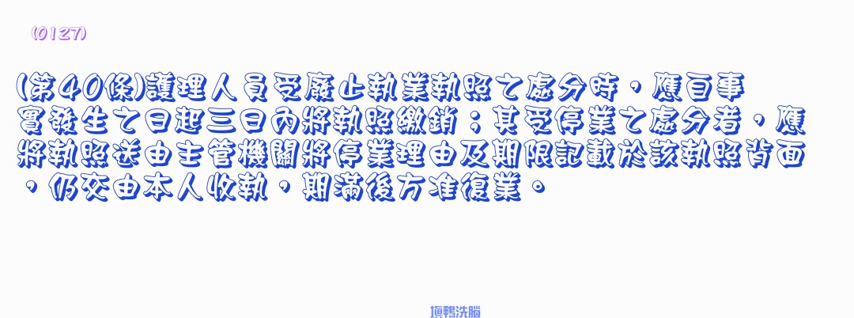 (0127)
(第40條)護理人員受廢止執業執照之處分時，應自事
實發生之日起三日內將執照繳銷；其受停業之處分者，應
將執照送由主管機關將停業理由及期限記載於該執照背面
，仍交由本人收執，期滿後方准復業。
填鴨洗腦